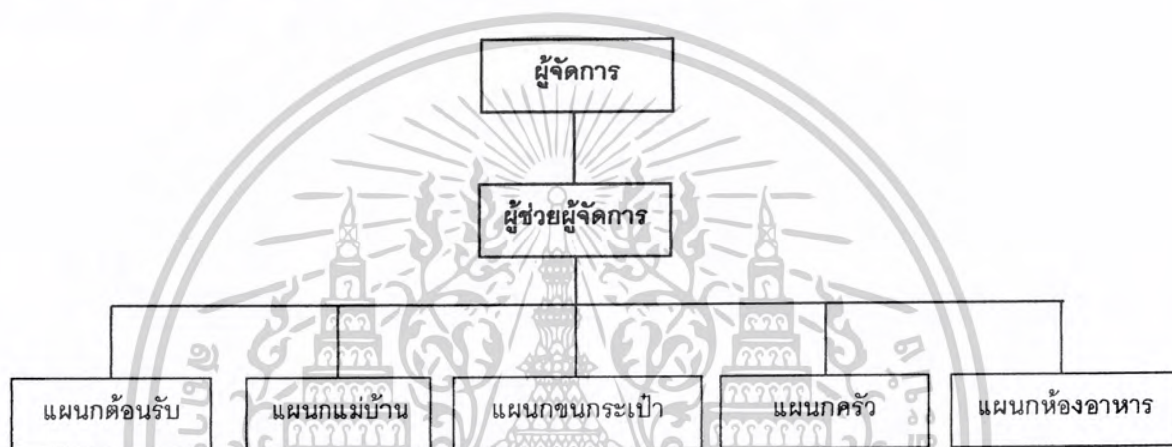 ผู้จัดการ
ผู้ช่วยผู้จัดการ
แผนกต้อนรับ แผนกแม่บ้าน แผนกขนกระเป๋า แผนกครัว แผนกห้องอาหาร